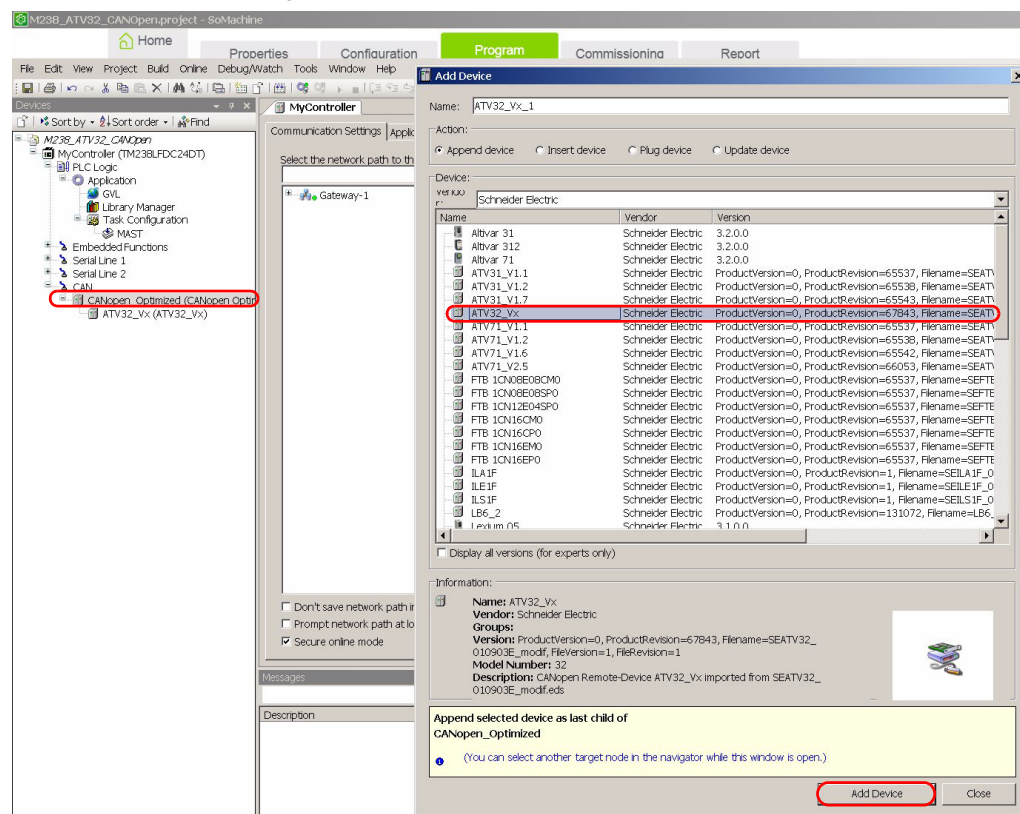 M238_ATV32_CANOpen.project - SoMachine
Home
Properties Configuration Program Commissioning Report
File Edit View Project Build Online Debug/Watch Tools Window Help
Devices
Sort by Sort order Find
M238_ATV32_CANOpen
MyController (TM238LFDC24DT)
PLC Logic
Application
GVL
Library Manager
Task Configuration
MAST
Embedded Functions
Serial Line 1
Serial Line 2
CAN
CANopen_Optimized (CANopen Optir
ATV32_Vx (ATV32_Vx)
MyController
Communication Settings Applic
Select the network path to th
Gateway-1
Don't save network path ir
Prompt network path at lo
Secure online mode
Messages
Description
Add Device
Name: ATV32_Vx_1
Action:
Append device Insert device Plug device Update device
Device:
Schneider Electric
Name Vendor Version
Altivar 31 Schneider Electric 3.2.0.0
Altivar 312 Schneider Electric 3.2.0.0
Altivar 71 Schneider Electric 3.2.0.0
ATV31_V1.1 Schneider Electric ProductVersion=0, ProductRevision=65537, Filename=SEATV
ATV31_V1.2 Schneider Electric ProductVersion=0, ProductRevision=65538, Filename=SEATV
ATV31_V1.7 Schneider Electric ProductVersion=0, ProductRevision=65543, Filename=SEATV
ATV32_Vx Schneider Electric ProductVersion=0, ProductRevision=67843, Filename=SEATV
ATV71_V1.1 Schneider Electric ProductVersion=0, ProductRevision=65537, Filename=SEATV
ATV71_V1.2 Schneider Electric ProductVersion=0, ProductRevision=65538, Filename=SEATV
ATV71_V1.6 Schneider Electric ProductVersion=0, ProductRevision=65542, Filename=SEATV
ATV71_V2.5 Schneider Electric ProductVersion=0, ProductRevision=66053, Filename=SEATV
FTB 1CN08E08CM0 Schneider Electric ProductVersion=0, ProductRevision=65537, Filename=SEFTE
FTB 1CN08E08SP0 Schneider Electric ProductVersion=0, ProductRevision=65537, Filename=SEFTE
FTB 1CN12E04SP0 Schneider Electric ProductVersion=0, ProductRevision=65537, Filename=SEFTE
FTB 1CN16CM0 Schneider Electric ProductVersion=0, ProductRevision=65537, Filename=SEFTE
FTB 1CN16CP0 Schneider Electric ProductVersion=0, ProductRevision=65537, Filename=SEFTE
FTB 1CN16EM0 Schneider Electric ProductVersion=0, ProductRevision=65537, Filename=SEFTE
FTB 1CN16EP0 Schneider Electric ProductVersion=0, ProductRevision=65537, Filename=SEFTE
ILA1F Schneider Electric ProductVersion=0, ProductRevision=1, Filename=SEILA1F_0
ILE1F Schneider Electric ProductVersion=0, ProductRevision=1, Filename=SEILE1F_0
ILS1F Schneider Electric ProductVersion=0, ProductRevision=1, Filename=SEILS1F_0
LB6_2 Schneider Electric ProductVersion=0, ProductRevision=131072, Filename=LB6_
Lexium 05 Schneider Electric 3.1.0.0
Display all versions (for experts only)
Information:
Name: ATV32_Vx
Vendor: Schneider Electric
Groups:
Version: ProductVersion=0, ProductRevision=67843, Filename=SEATV32_
010903E_modif, FileVersion=1, FileRevision=1
Model Number: 32
Description: CANopen Remote-Device ATV32_Vx imported from SEATV32_
010903E_modif.eds
Append selected device as last child of
CANopen_Optimized
(You can select another target node in the navigator while this window is open.)
Add Device Close